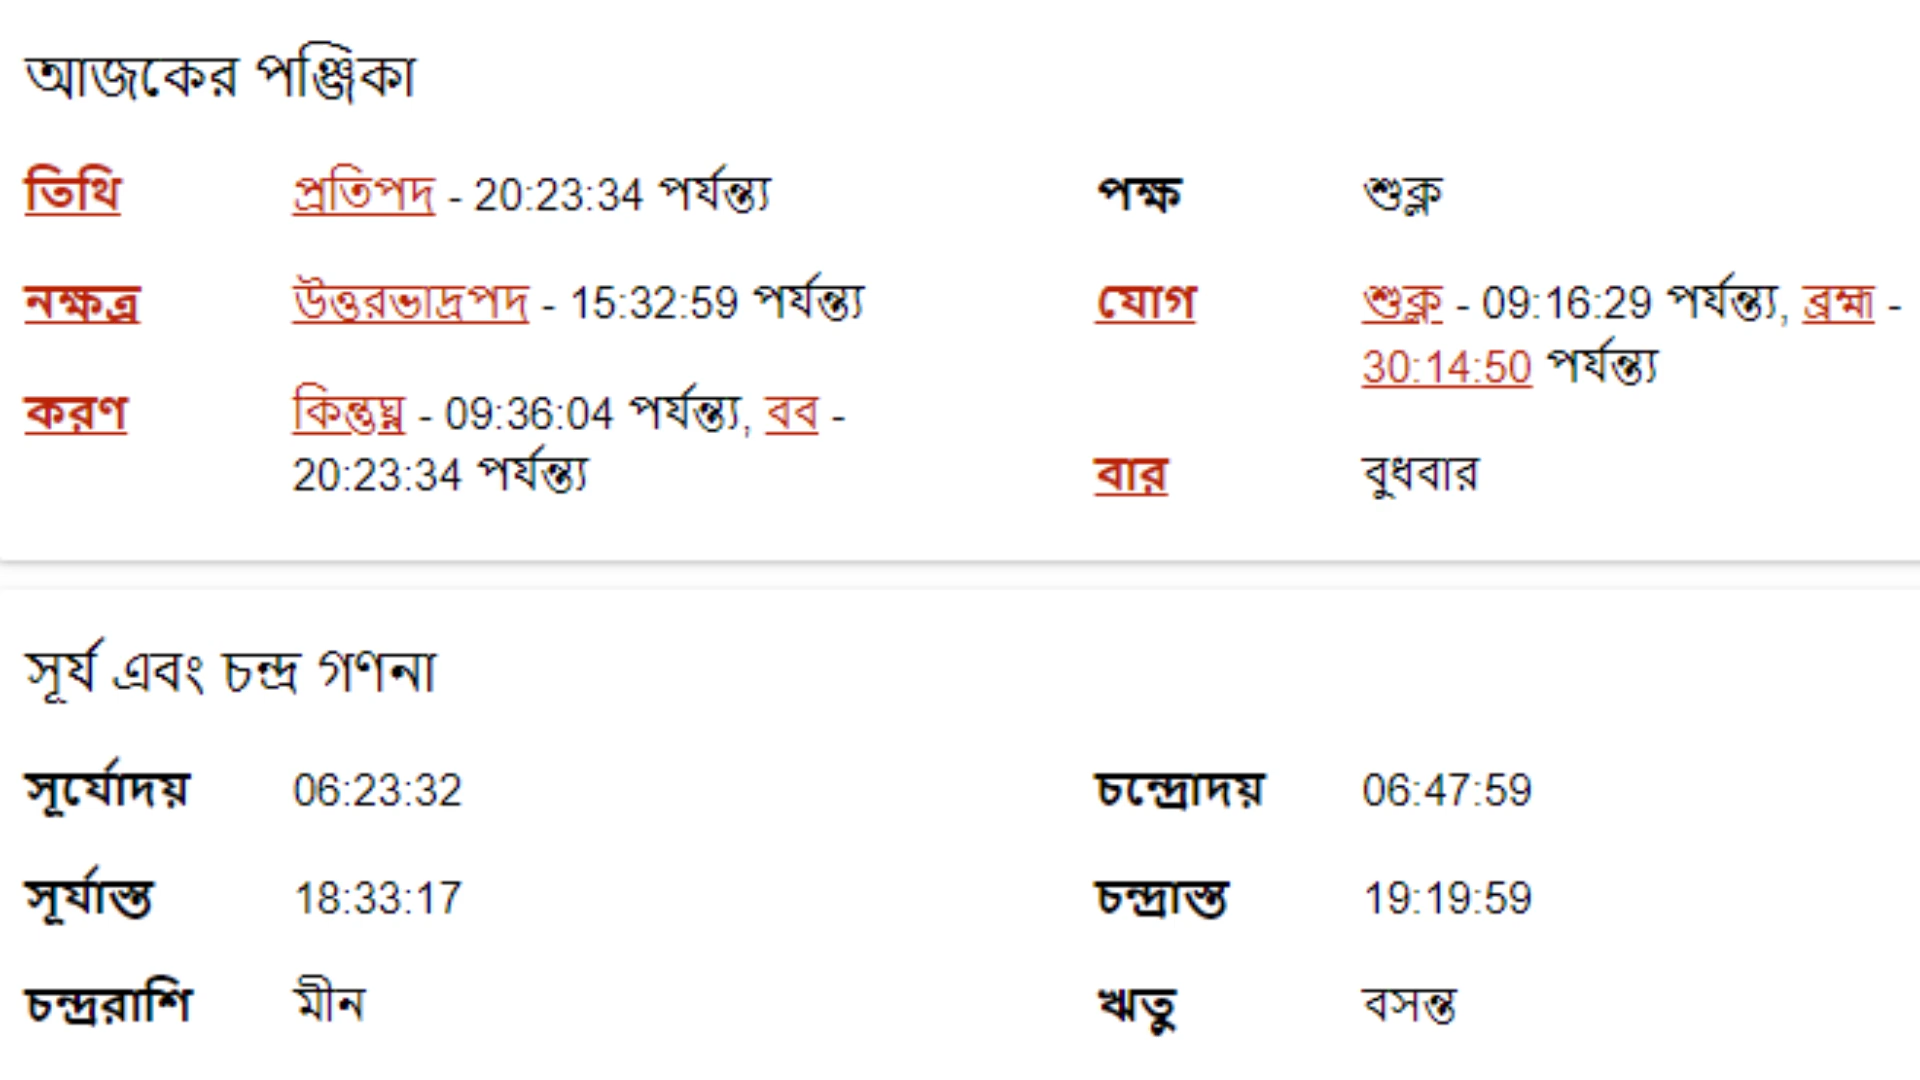 আজকের পঞ্জিকা
তিথি প্রতিপদ - 20:23:34 পর্যন্ত্য
নক্ষত্র উত্তরভাদ্রপদ - 15:32:59 পর্যন্ত্য
করণ কিন্তুঘ্ন - 09:36:04 পর্যন্ত্য, বব -
20:23:34 পর্যন্ত্য
পক্ষ শুক্ল
যোগ শুক্ল - 09:16:29 পর্যন্ত্য, ব্রহ্ম -
30:14:50 পর্যন্ত্য
বার বুধবার
সূর্য এবং চন্দ্র গণনা
সূর্যোদয় 06:23:32
সূর্যাস্ত 18:33:17
চন্দ্ররাশি মীন
চন্দ্রোদয় 06:47:59
চন্দ্রাস্ত 19:19:59
ঋতু বসন্ত